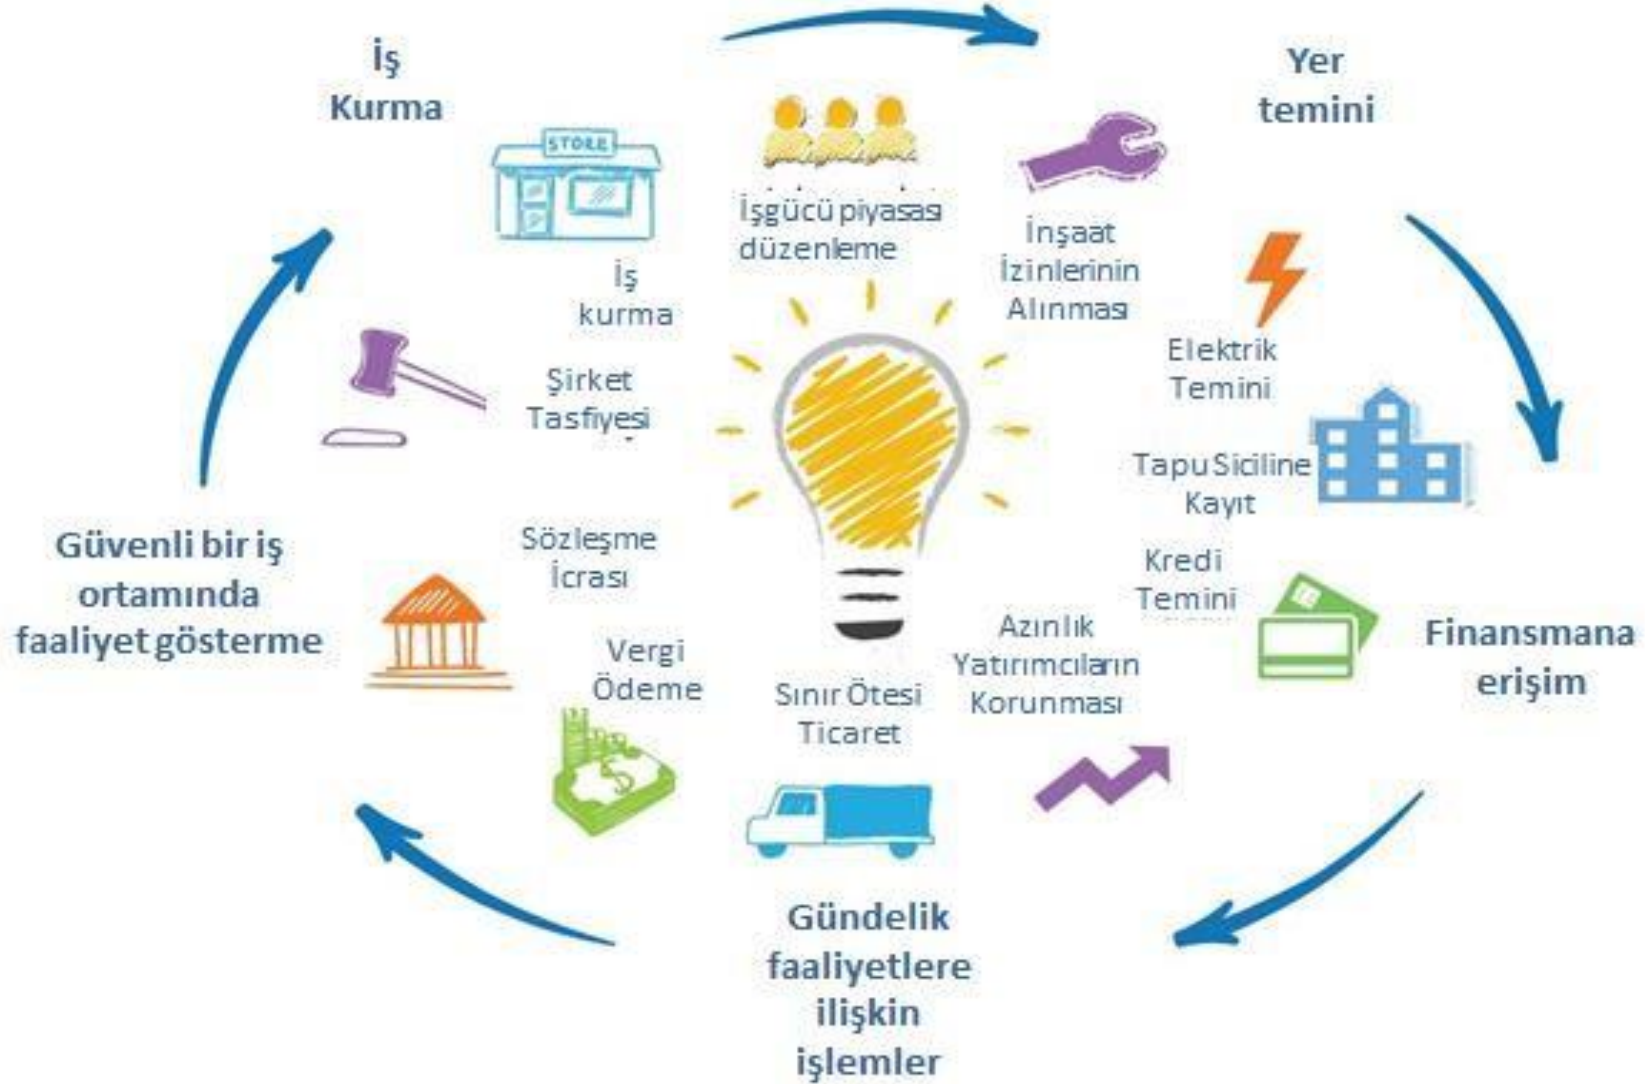 İş
Kurma
Yer
temini
STORE
İşgücü piyasası
düzenleme
İnşaat
İzinlerinin
Alınması
İş
kurma
Elektrik
Temini
Şirket
Tasfiyesi
Tapu Siciline
Kayıt
Güvenli bir iş
ortamında
faaliyet gösterme
Sözleşme
İcrası
Kredi
Temini
Finansmana
erişim
Vergi
Ödeme
Azınlık
Yatırımcıların
Korunması
Sınır Ötesi
Ticaret
$
Gündelik
faaliyetlere
ilişkin
işlemler